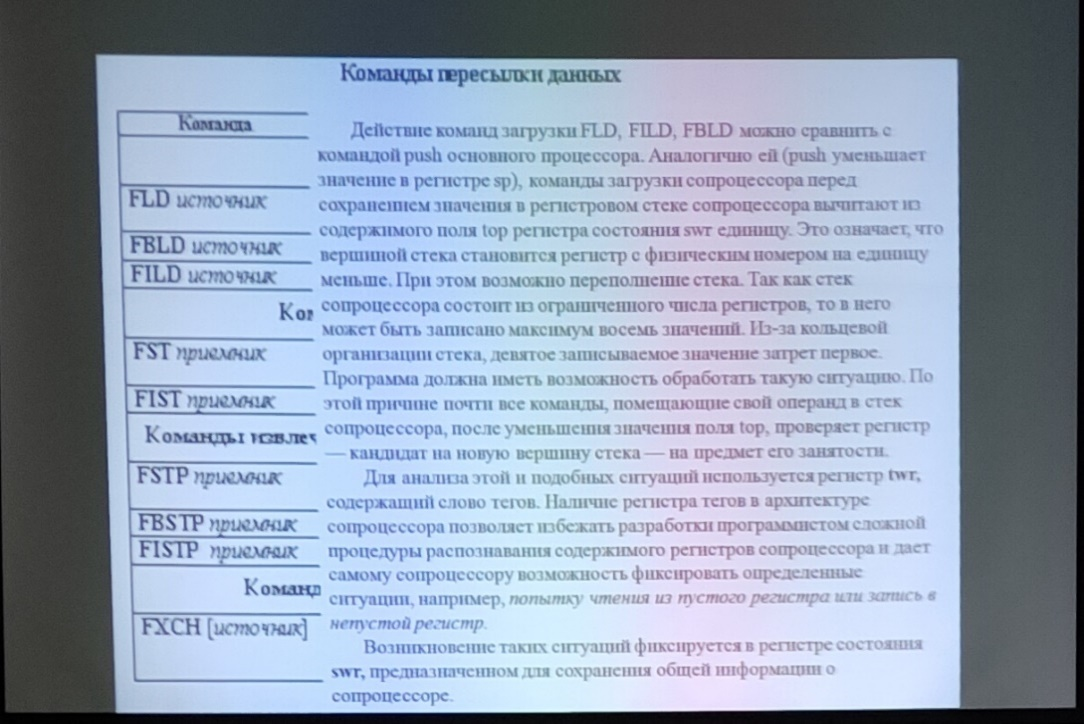 Команды пересылки данных
Команда
FLD источник
FBLD источник
FILD источник
Ког
FST приемник
FIST приемник
Команды извлеч
FSTP приемник
FBSTP приемник
FISTP приемник
Команд
FXCH [источник]
Действие команд загрузки FLD, FILD, FBLD можно сравнить с
командой push основного процессора. Аналогично ей (push уменьшает
значение в регистре sp), команды загрузки сопроцессора перед
сохранением значения в регистровом стеке сопроцессора вычитают из
содержимого поля top регистра состояния swr единицу. Это означает, что
вершиной стека становится регистр с физическим номером на единицу
меньше. При этом возможно переполнение стека. Так как стек
сопроцессора состоит из ограниченного числа регистров, то в него
может быть записано максимум восемь значений. Из-за кольцевой
организации стека, девятое записываемое значение затрет первое.
Программа должна иметь возможность обработать такую ситуацию. По
этой причине почти все команды, помещающие свой операнд в стек
сопроцессора, после уменьшения значения поля top, проверяет регистр
— кандидат на новую вершину стека — на предмет его занятости.
Для анализа этой и подобных ситуаций используется регистр twr,
содержащий слово тегов. Наличие регистра тегов в архитектуре
сопроцессора позволяет избежать разработки программистом сложной
процедуры распознавания содержимого регистров сопроцессора и дает
самому сопроцессору возможность фиксировать определенные
ситуации, например, попытку чтения из пустого регистра или запись в
непустой регистр.
Возникновение таких ситуаций фиксируется в регистре состояния
swr, предназначенном для сохранения общей информации о
сопроцессоре.